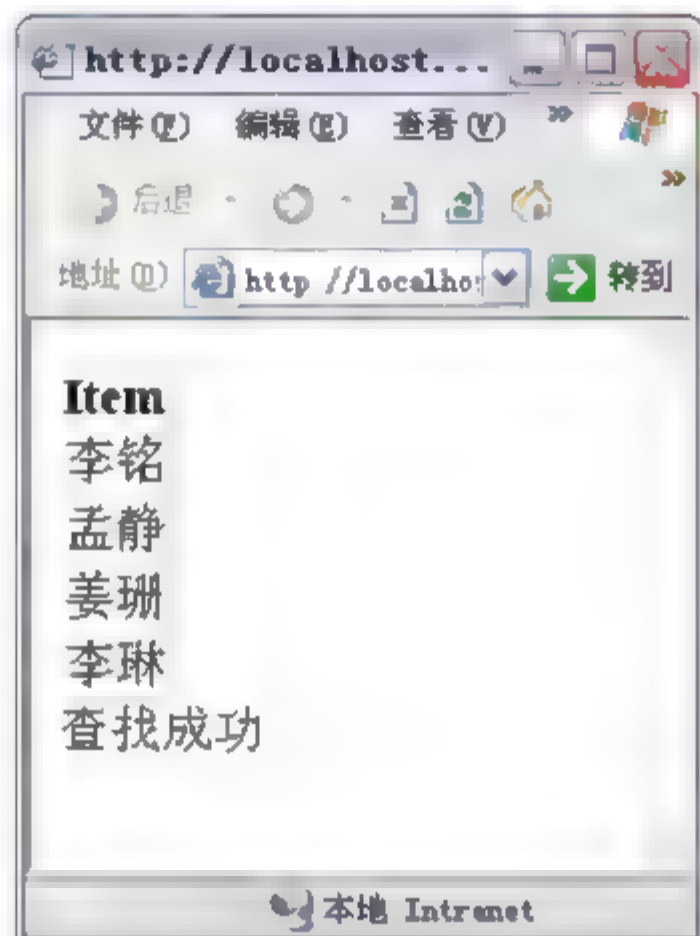 http://localhost...
文件(F) 编辑(E) 查看(V) »
后退 »
地址(D) http //localho 转到
Item
李铭
孟静
姜珊
李琳
查找成功
本地 Intranet